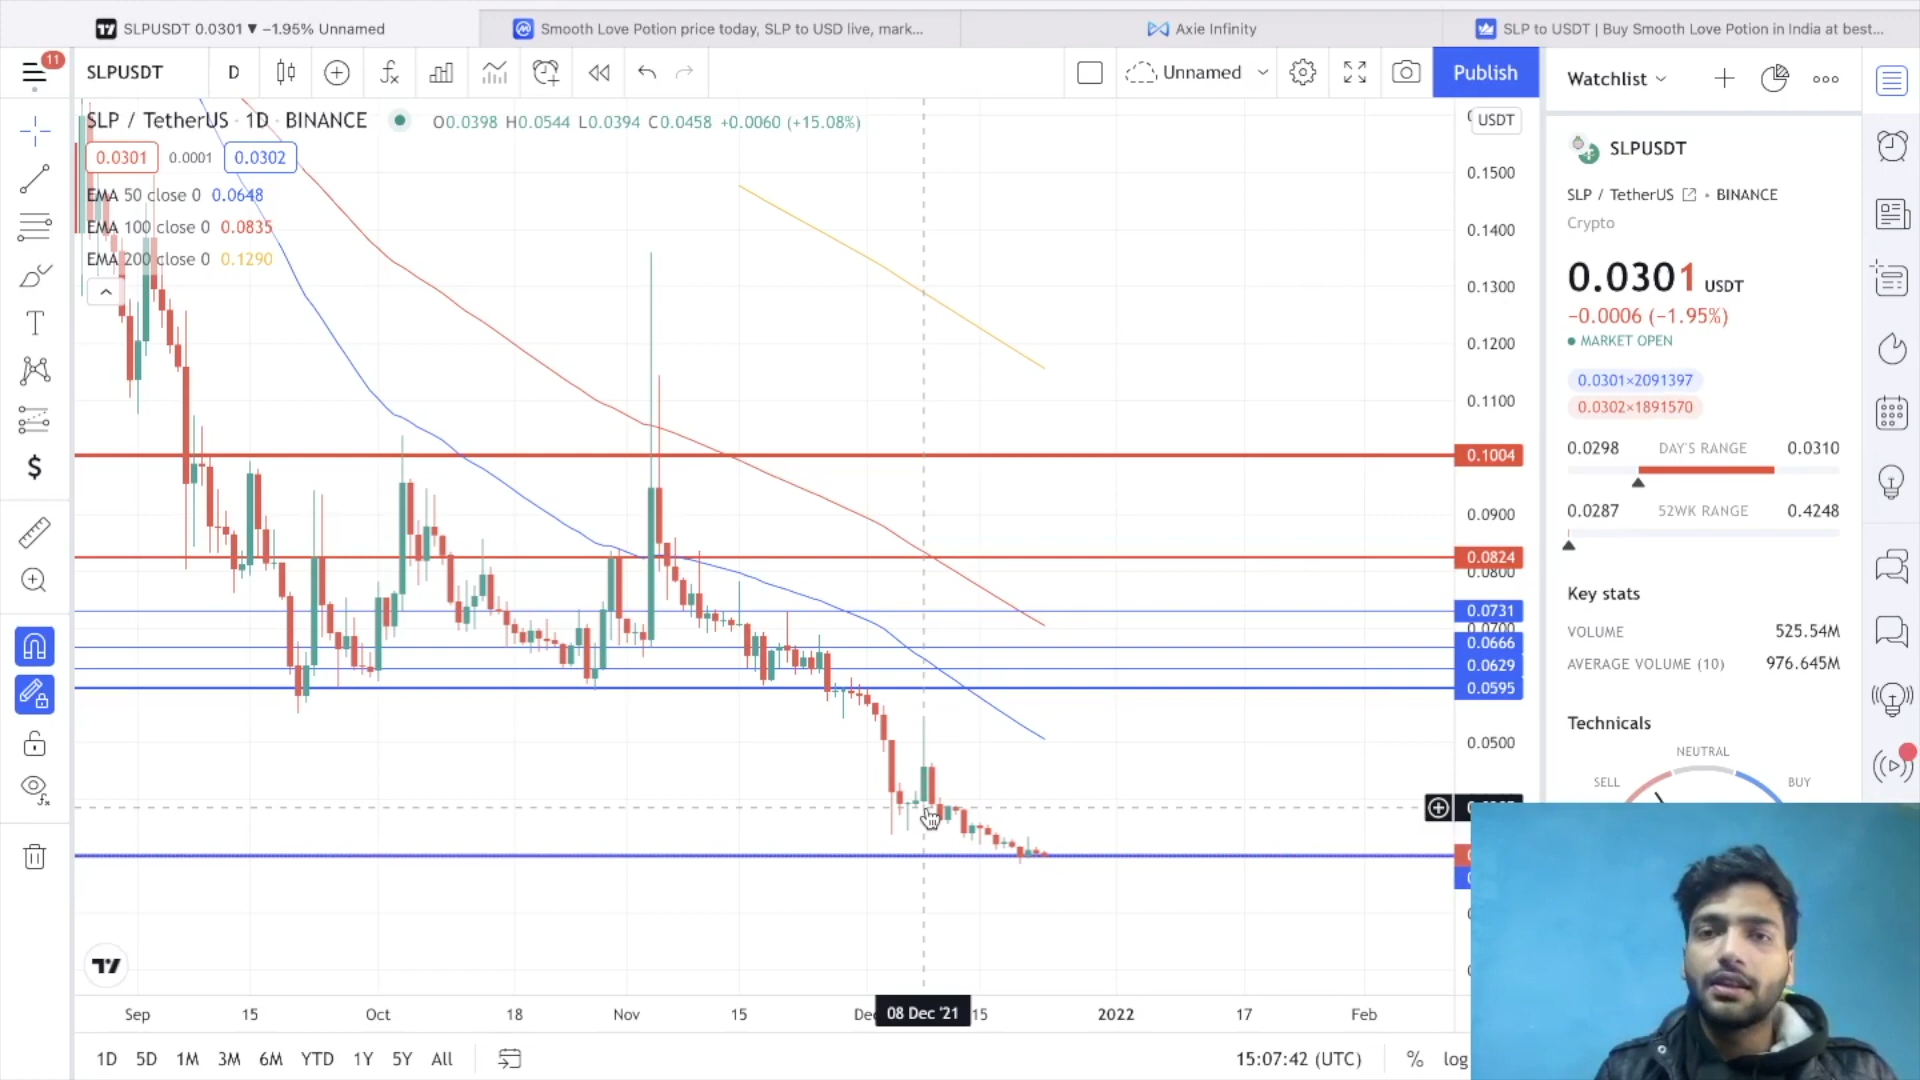 SLPUSDT 0.0301 ▼ −1.95% Unnamed
Smooth Love Potion price today, SLP to USD live, mark...
Axie Infinity
SLP to USDT | Buy Smooth Love Potion in India at best...
11
SLPUSDT
D
Unnamed
Publish
Watchlist
SLP / TetherUS · 1D · BINANCE
O0.0398 H0.0544 L0.0394 C0.0458 +0.0060 (+15.08%)
0.0301 0.0001 0.0302
EMA 50 close 0 0.0648
EMA 100 close 0 0.0835
EMA 200 close 0 0.1290
USDT
0.1500
0.1400
0.1300
0.1200
0.1100
0.1004
0.0900
0.0824
0.0800
0.0731
0.0700
0.0666
0.0629
0.0595
0.0500
Sep 15 Oct 18 Nov 15 08 Dec '21 15 2022 17 Feb
1D 5D 1M 3M 6M YTD 1Y 5Y All
15:07:42 (UTC) % log
SLPUSDT
SLP / TetherUS • BINANCE
Crypto
0.0301 USDT
−0.0006 (−1.95%)
MARKET OPEN
0.0301×2091397
0.0302×1891570
0.0298 DAY'S RANGE 0.0310
0.0287 52WK RANGE 0.4248
Key stats
VOLUME 525.54M
AVERAGE VOLUME (10) 976.645M
Technicals
NEUTRAL
SELL BUY